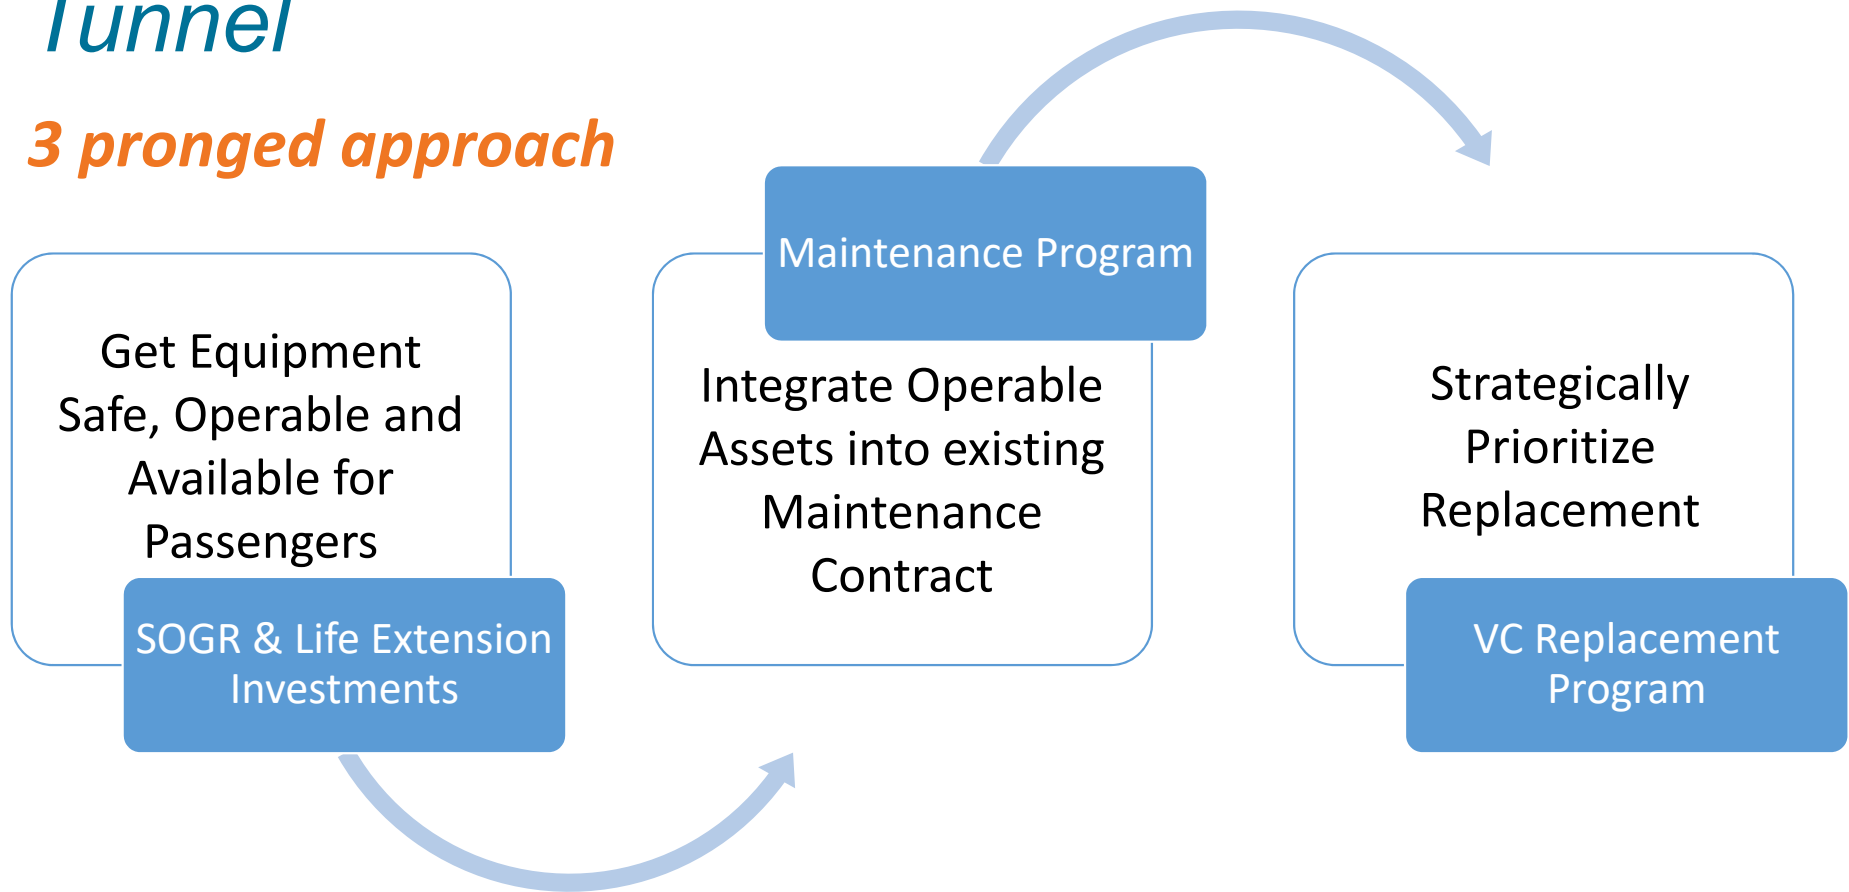 Tunnel
3 pronged approach
Get Equipment
Safe, Operable and
Available for
Passengers
SOGR & Life Extension
Investments
Maintenance Program
Integrate Operable
Assets into existing
Maintenance
Contract
Strategically
Prioritize
Replacement
VC Replacement
Program